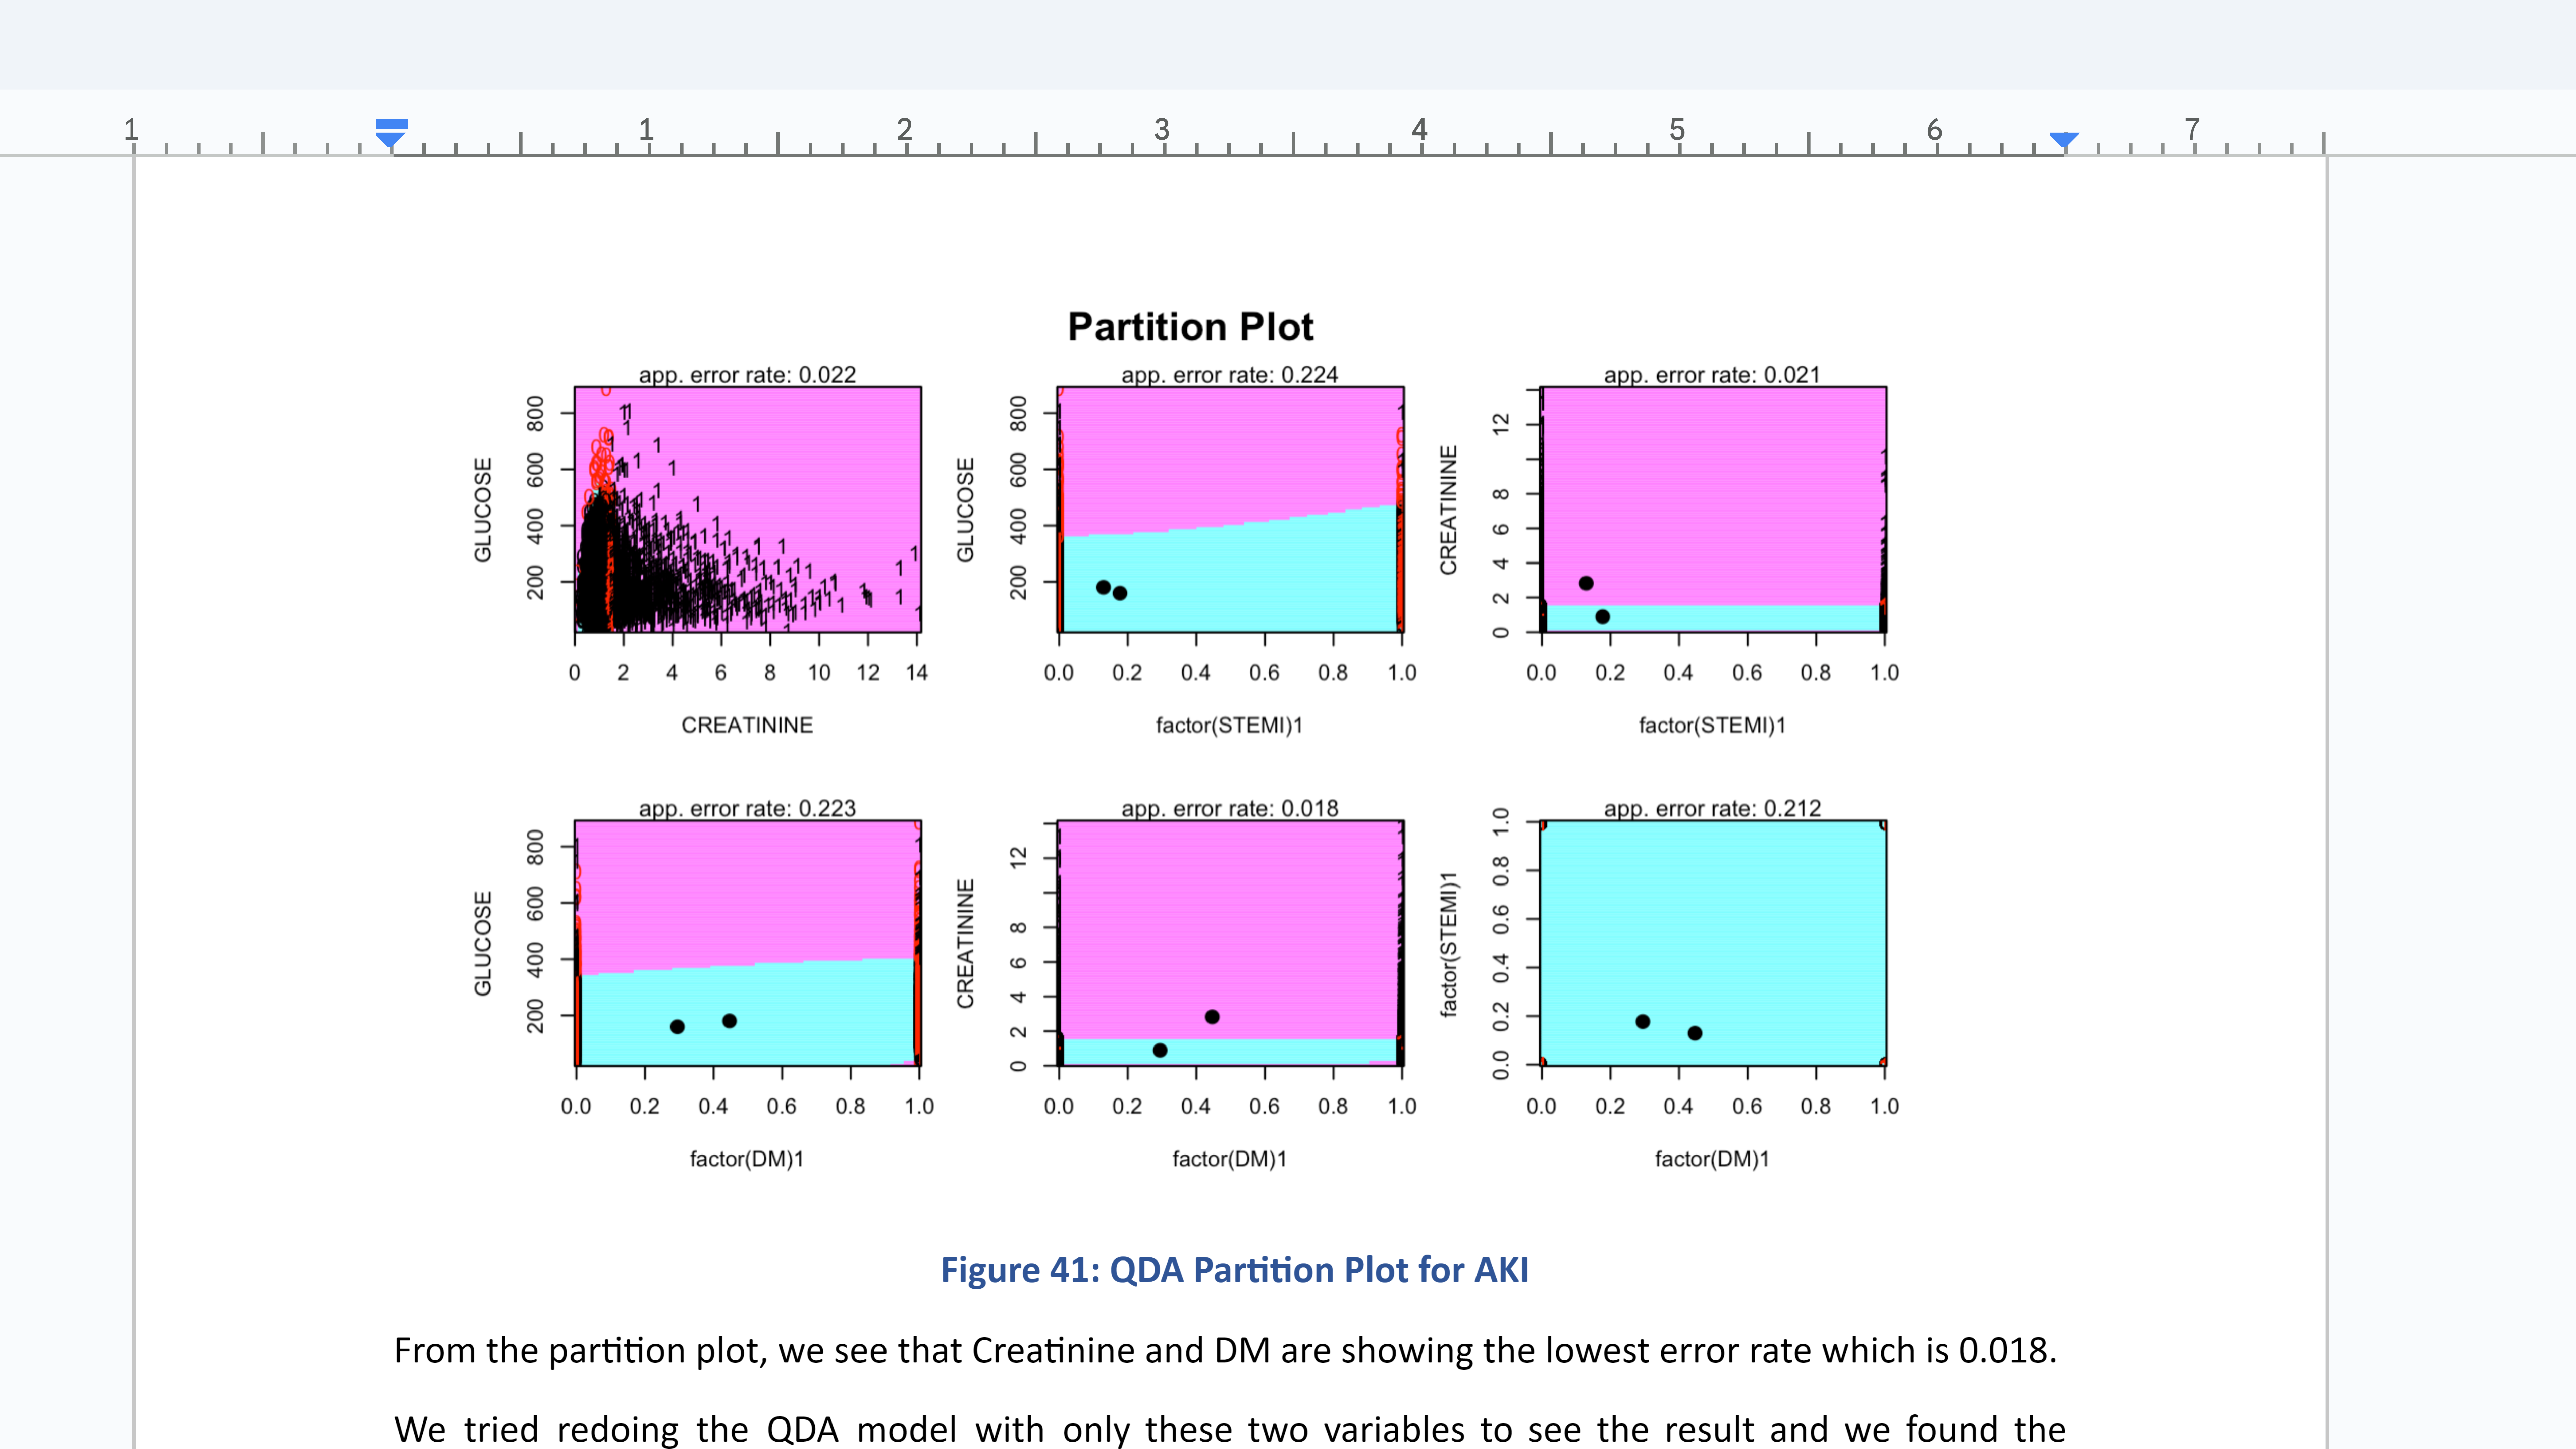 1 1 2 3 4 5 6 7
Partition Plot
app. error rate: 0.022
GLUCOSE
200 400 600 800
0 2 4 6 8 10 12 14
CREATININE
app. error rate: 0.224
GLUCOSE
200 400 600 800
0.0 0.2 0.4 0.6 0.8 1.0
factor(STEMI)1
app. error rate: 0.021
CREATININE
0 2 4 6 8 12
0.0 0.2 0.4 0.6 0.8 1.0
factor(STEMI)1
app. error rate: 0.223
GLUCOSE
200 400 600 800
0.0 0.2 0.4 0.6 0.8 1.0
factor(DM)1
app. error rate: 0.018
CREATININE
0 2 4 6 8 12
0.0 0.2 0.4 0.6 0.8 1.0
factor(DM)1
app. error rate: 0.212
factor(STEMI)1
0.0 0.2 0.4 0.6 0.8 1.0
0.0 0.2 0.4 0.6 0.8 1.0
factor(DM)1
Figure 41: QDA Partition Plot for AKI
From the partition plot, we see that Creatinine and DM are showing the lowest error rate which is 0.018.
We tried redoing the QDA model with only these two variables to see the result and we found the